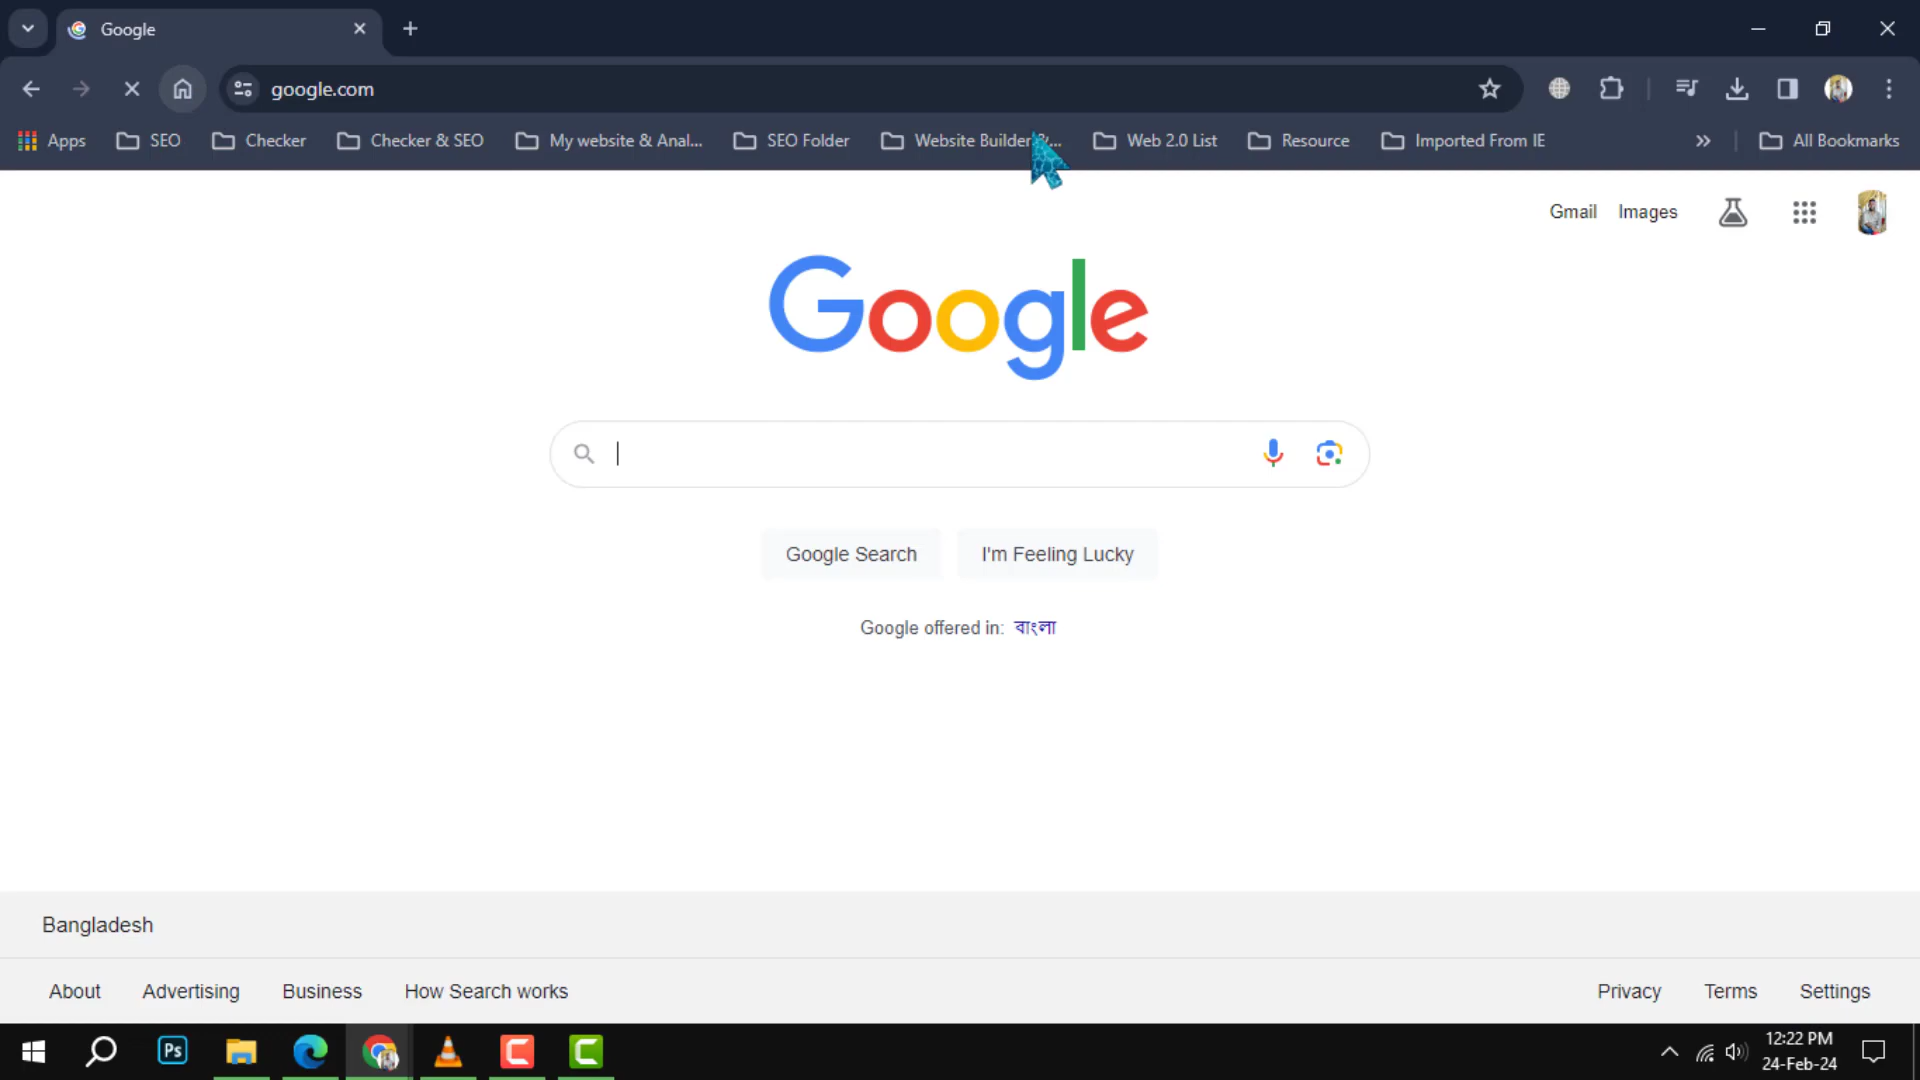 Google
google.com
Apps SEO Checker Checker & SEO My website & Anal... SEO Folder Website Builder &... Web 2.0 List Resource Imported From IE All Bookmarks
Gmail Images
Google
Google Search I'm Feeling Lucky
Google offered in: বাংলা
Bangladesh
About Advertising Business How Search works Privacy Terms Settings
Ps
12:22 PM
24-Feb-24